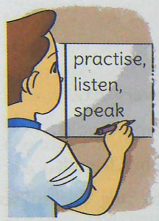 practise,
listen,
speak